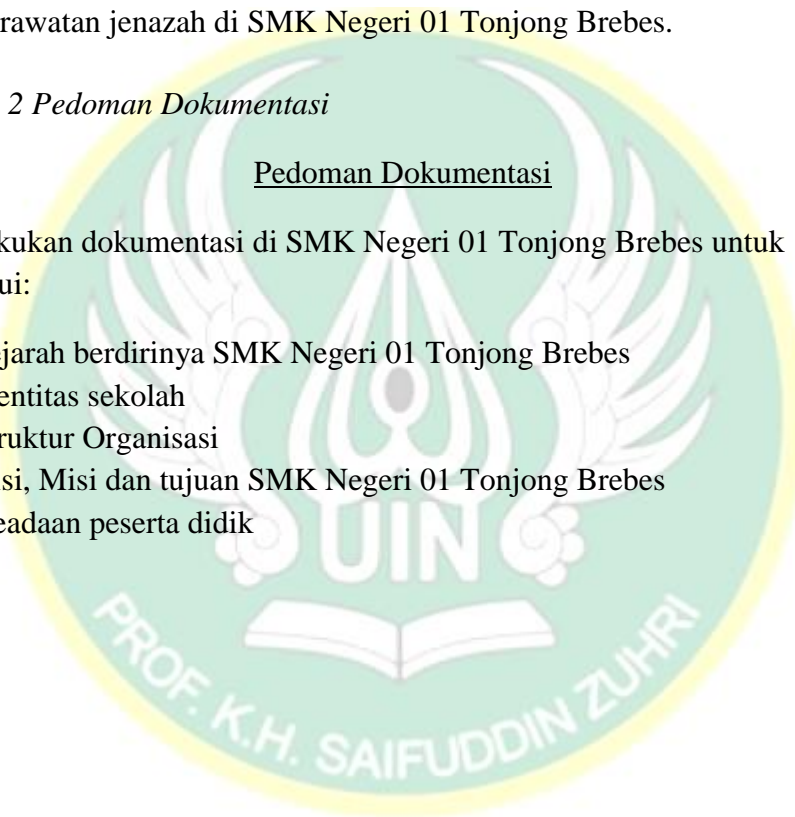 rawatan jenazah di SMK Negeri 01 Tonjong Brebes.
2 Pedoman Dokumentasi
Pedoman Dokumentasi
kukan dokumentasi di SMK Negeri 01 Tonjong Brebes untuk
ui:
jarah berdirinya SMK Negeri 01 Tonjong Brebes
entitas sekolah
ruktur Organisasi
si, Misi dan tujuan SMK Negeri 01 Tonjong Brebes
eadaan peserta didik
UIN
PROF. K.H. SAIFUDDIN ZUHRI